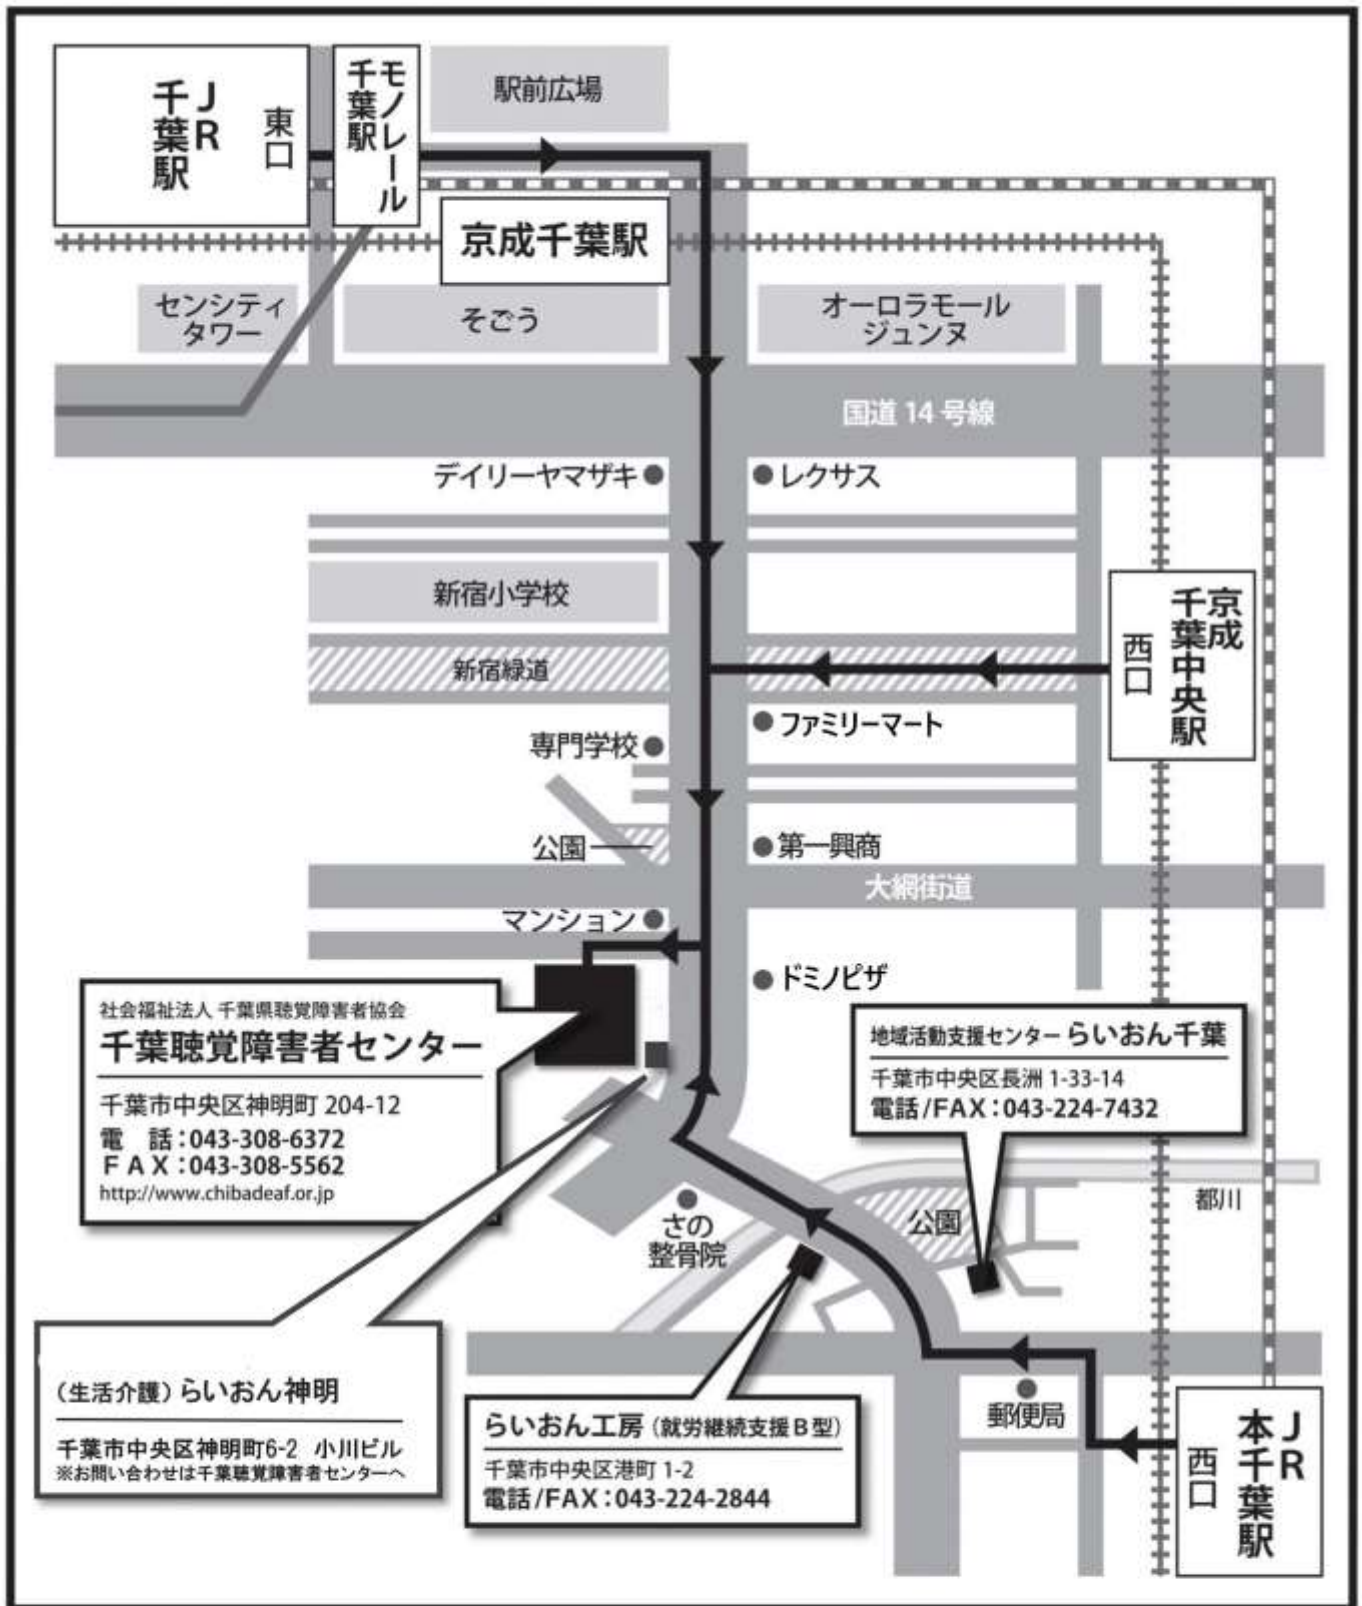 JR
千葉駅
東口
モノレール
千葉駅
駅前広場
京成千葉駅
センシティ
タワー
そごう
オーロラモール
ジュンヌ
国道 14 号線
デイリーヤマザキ
レクサス
新宿小学校
新宿緑道
京成
千葉中央駅
西口
ファミリーマート
専門学校
公園
第一興商
大網街道
マンション
ドミノピザ
社会福祉法人 千葉県聴覚障害者協会
千葉聴覚障害者センター
千葉市中央区神明町 204-12
電 話:043-308-6372
FAX:043-308-5562
http://www.chibadeaf.or.jp
地域活動支援センター らいおん千葉
千葉市中央区長洲 1-33-14
電話/FAX:043-224-7432
都川
公園
さの
整骨院
(生活介護) らいおん神明
千葉市中央区神明町6-2 小川ビル
※お問い合わせは千葉聴覚障害者センターへ
らいおん工房 (就労継続支援B型)
千葉市中央区港町 1-2
電話/FAX:043-224-2844
郵便局
JR
本千葉駅
西口